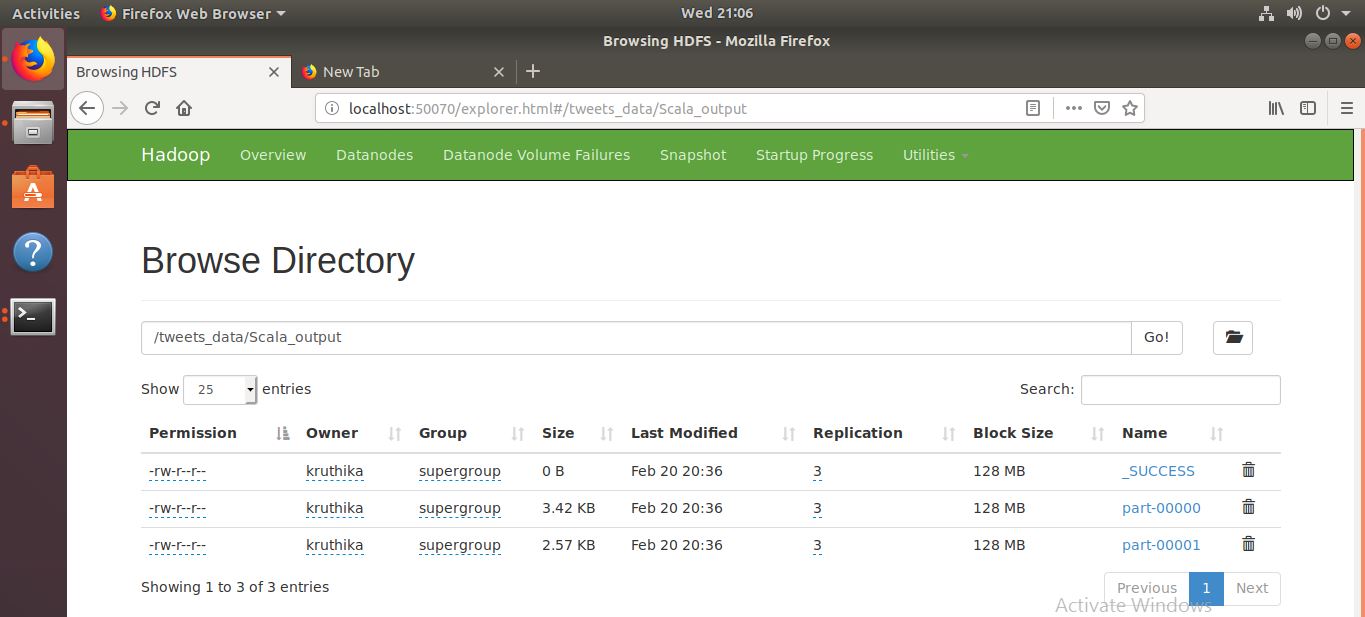 Activities Firefox Web Browser Wed 21:06
Browsing HDFS - Mozilla Firefox
Browsing HDFS New Tab
localhost:50070/explorer.html#/tweets_data/Scala_output
Hadoop Overview Datanodes Datanode Volume Failures Snapshot Startup Progress Utilities
Browse Directory
/tweets_data/Scala_output Go!
Show 25 entries Search:
Permission Owner Group Size Last Modified Replication Block Size Name
-rw-r--r-- kruthika supergroup 0 B Feb 20 20:36 3 128 MB _SUCCESS
-rw-r--r-- kruthika supergroup 3.42 KB Feb 20 20:36 3 128 MB part-00000
-rw-r--r-- kruthika supergroup 2.57 KB Feb 20 20:36 3 128 MB part-00001
Showing 1 to 3 of 3 entries Previous 1 Next
Activate Windows